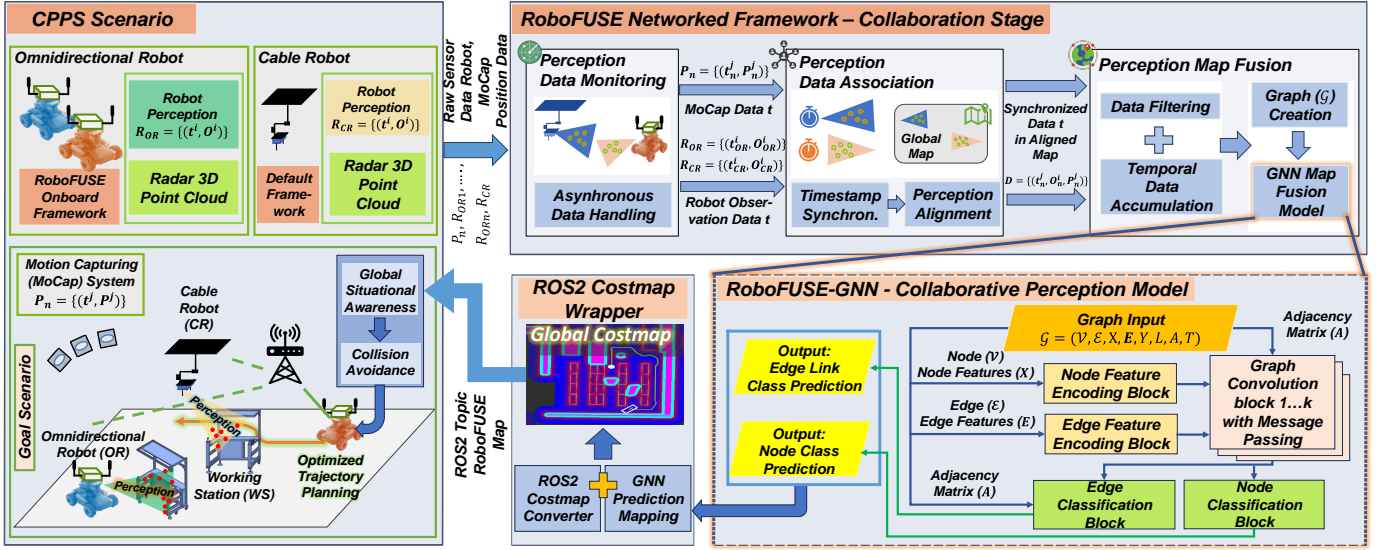 CPPS Scenario
Omnidirectional Robot
Robot
Perception
R_OR = {(t^i, O^i)}
RoboFUSE
Onboard
Framework
Radar 3D
Point Cloud
Cable Robot
Robot
Perception
R_CR = {(t^i, O^i)}
Default
Frame-
work
Radar 3D
Point
Cloud
Motion Capturing
(MoCap) System
P_n = {(t^j, P^j)}
Goal Scenario
Cable
Robot
(CR)
Global
Situational
Awareness
Collision
Avoidance
Perception
Omnidirectional
Robot (OR)
Perception
Working
Station (WS)
Optimized
Trajectory
Planning
Raw Sensor
Data Robot,
MoCap
Position Data
P_n, R_OR1, ....,
R_ORn, R_CR
RoboFUSE Networked Framework – Collaboration Stage
Perception
Data Monitoring
Asynhronous
Data Handling
P_n = {(t_n^j, P_n^j)}
MoCap Data t
R_OR = {(t_OR^i, O_OR^i)}
R_CR = {(t_CR^i, O_CR^i)}
Robot Obser-
vation Data t
Perception
Data Association
Global
Map
Timestamp
Synchron.
Perception
Alignment
Synchronized
Data t
in Aligned
Map
D = {(t_n^j, O_n^i, P_n^j)}
Perception Map Fusion
Data Filtering
Temporal
Data
Accumulation
Graph (𝒢)
Creation
GNN Map
Fusion
Model
ROS2 Topic
RoboFUSE
Map
ROS2 Costmap
Wrapper
Global Costmap
ROS2
Costmap
Converter
GNN
Prediction
Mapping
RoboFUSE-GNN - Collaborative Perception Model
Output:
Edge Link
Class Prediction
Output:
Node Class
Prediction
Graph Input
𝒢 = (𝒱, ℰ, X, E, Y, L, A, T)
Adjacency
Matrix (A)
Node (𝒱)
Node Features (X)
Node Feature
Encoding Block
Edge (ℰ)
Edge Features (E)
Edge Feature
Encoding Block
Graph
Convolution
block 1...k
with Message
Passing
Adjacency
Matrix (A)
Edge
Classification
Block
Node
Classification
Block